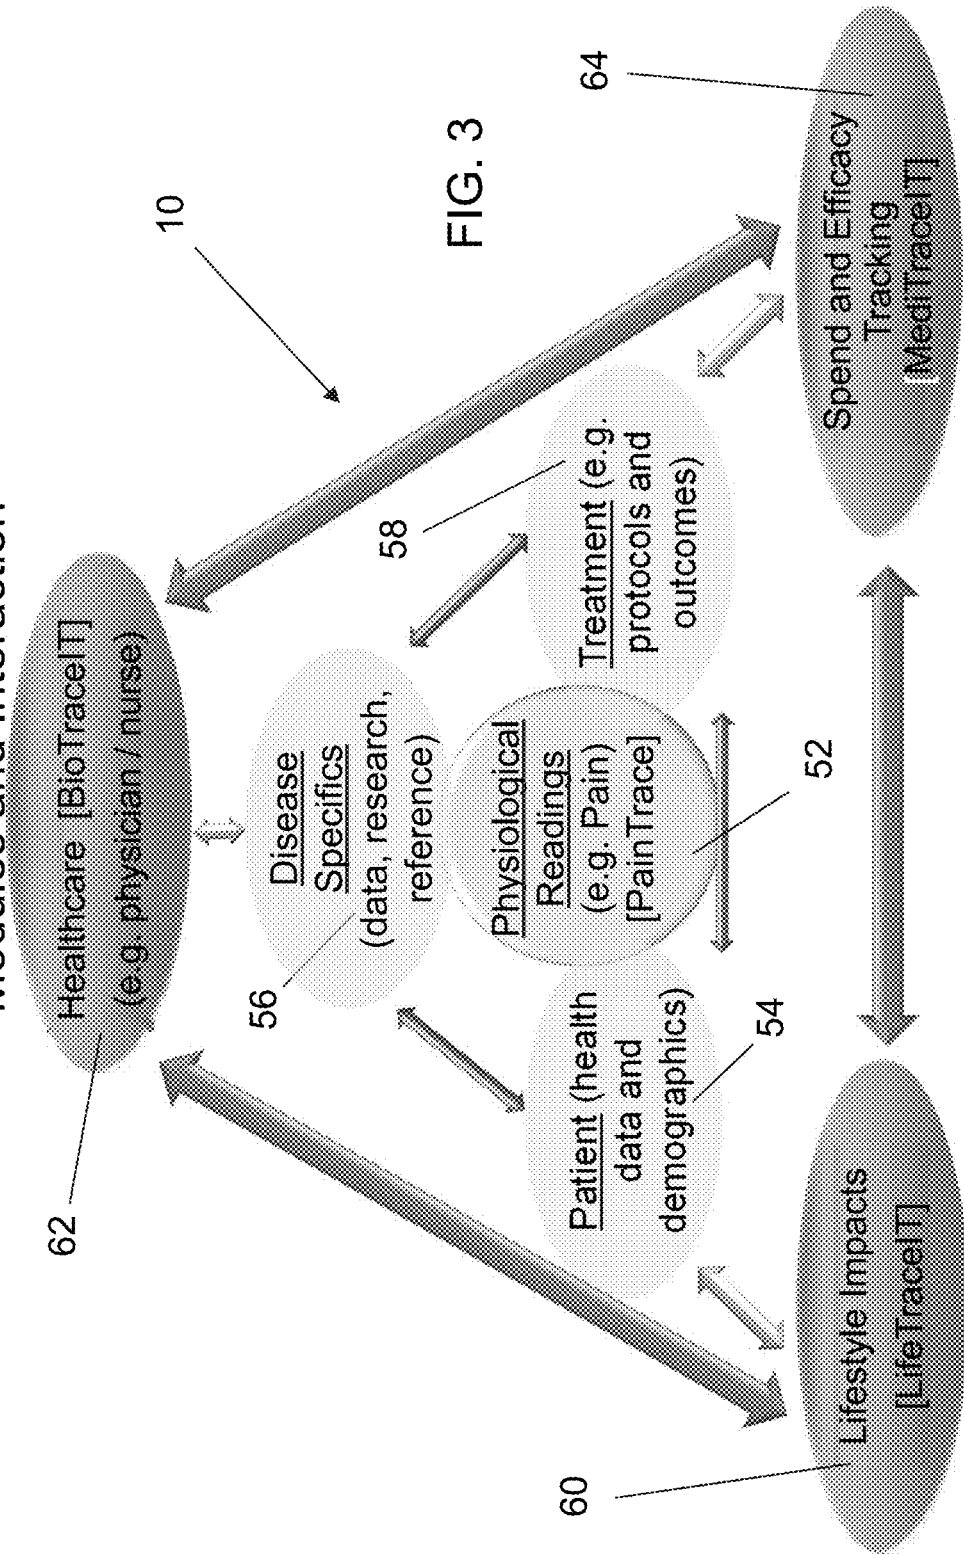 Modules and Interaction
Healthcare [BioTraceIT]
(e.g. physician / nurse)
62
10
56
Disease
Specifics
(data, research,
reference)
58
FIG. 3
Physiological
Readings
(e.g. Pain)
[PainTrace]
Patient (health
data and
demographics)
Treatment (e.g.
protocols and
outcomes)
54
52
60
64
Lifestyle Impacts
[LifeTraceIT]
Spend and Efficacy
Tracking
[MediTraceIT]